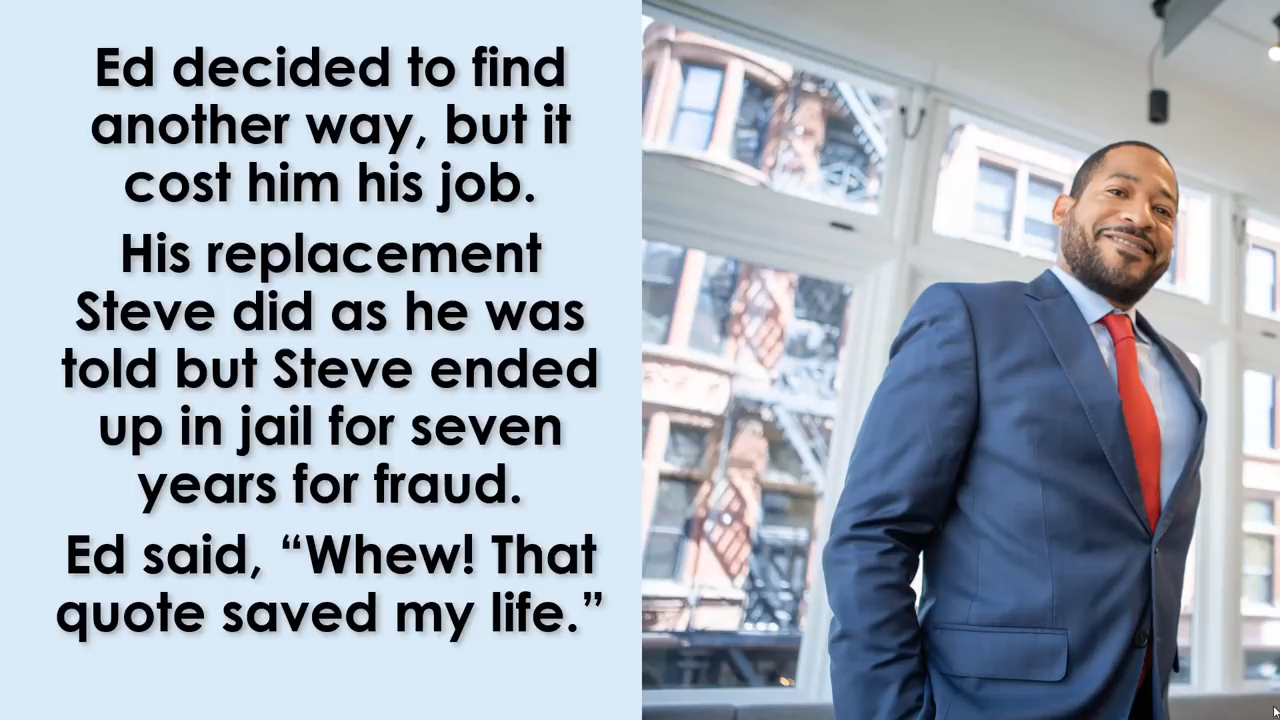 Ed decided to find
another way, but it
cost him his job.
His replacement
Steve did as he was
told but Steve ended
up in jail for seven
years for fraud.
Ed said, “Whew! That
quote saved my life.”